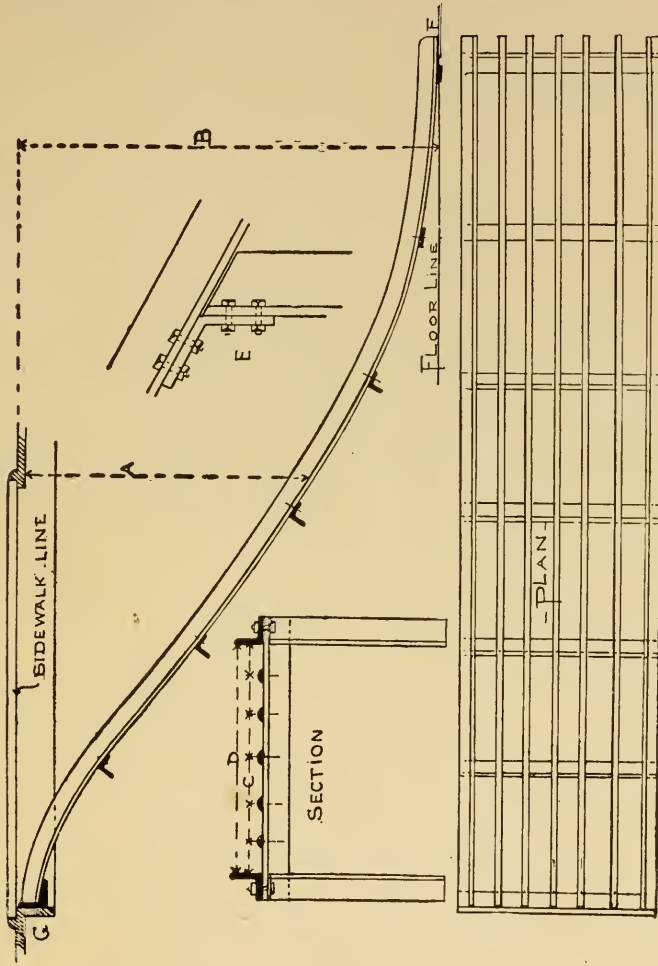 SIDEWALK LINE
A
B
E
F
G
FLOOR LINE
D
C
SECTION
-PLAN-